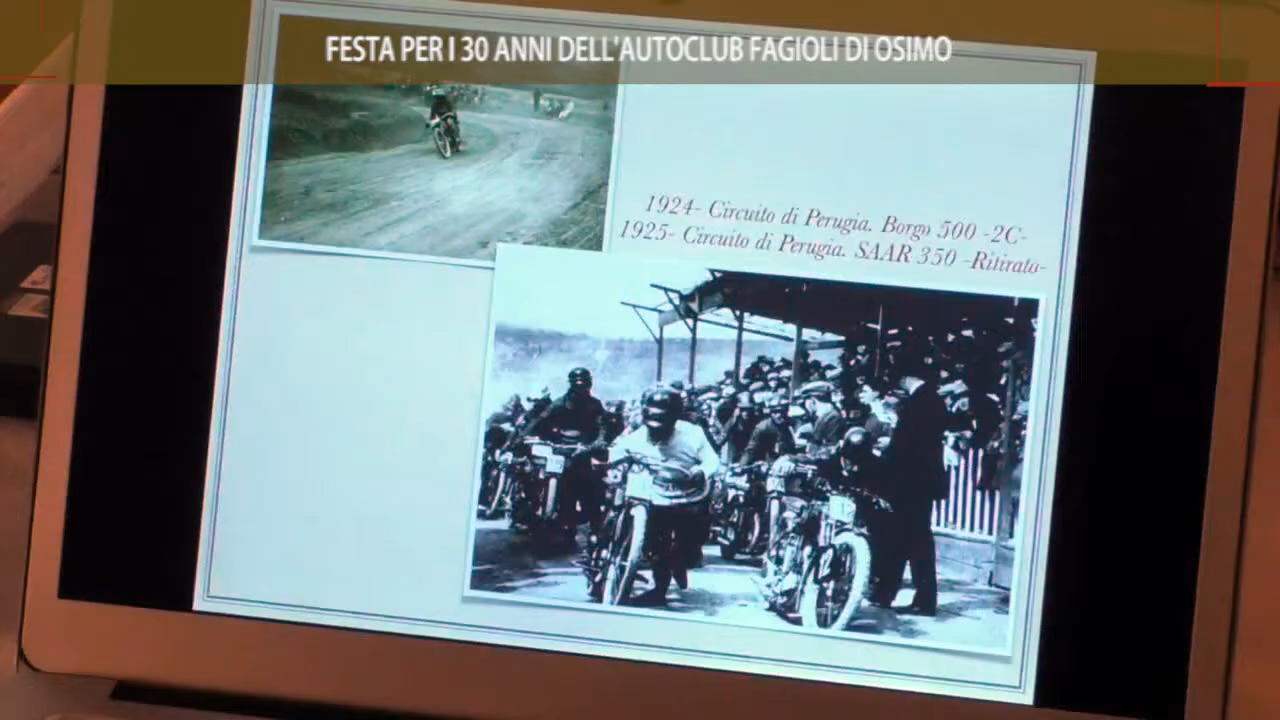 FESTA PER I 30 ANNI DELL'AUTOCLUB FAGIOLI DI OSIMO
1924- Circuito di Perugia. Borgo 500 -2C-
1925- Circuito di Perugia. SAAR 350 -Ritirato-